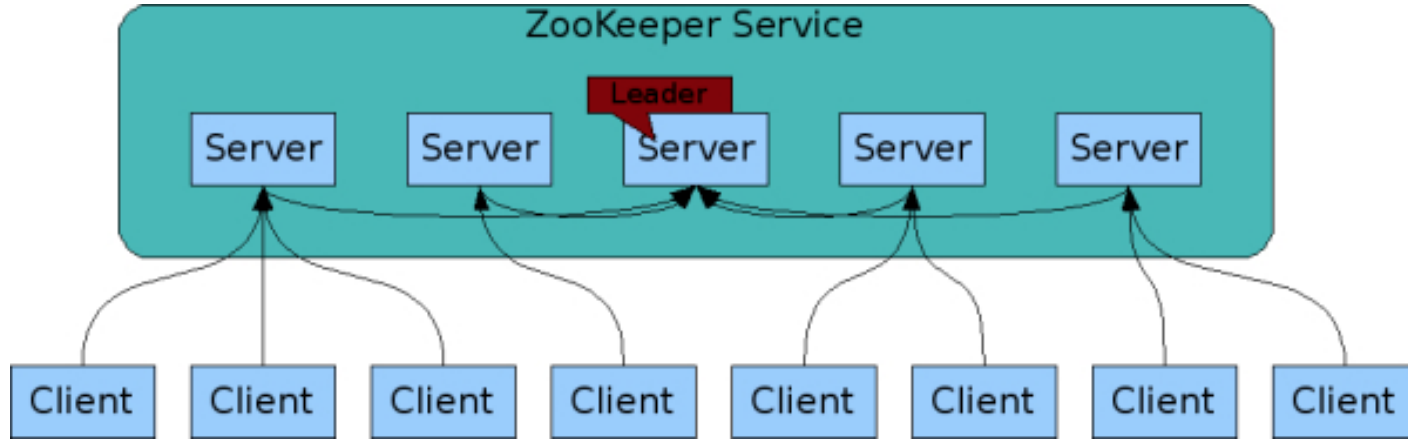 ZooKeeper Service
Leader
Server Server Server Server Server
Client Client Client Client Client Client Client Client